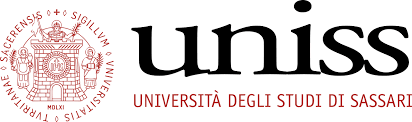 SIGILLVM VNIVERSITATIS TVRRITANAE SACERENSIS
MDLXI
uniss
UNIVERSITÀ DEGLI STUDI DI SASSARI